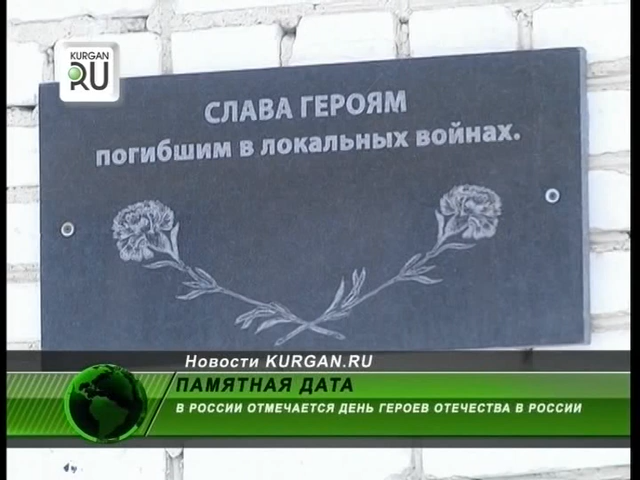 KURGAN
RU
СЛАВА ГЕРОЯМ
погибшим в локальных войнах.
Новости KURGAN.RU
ПАМЯТНАЯ ДАТА
В РОССИИ ОТМЕЧАЕТСЯ ДЕНЬ ГЕРОЕВ ОТЕЧЕСТВА В РОССИИ